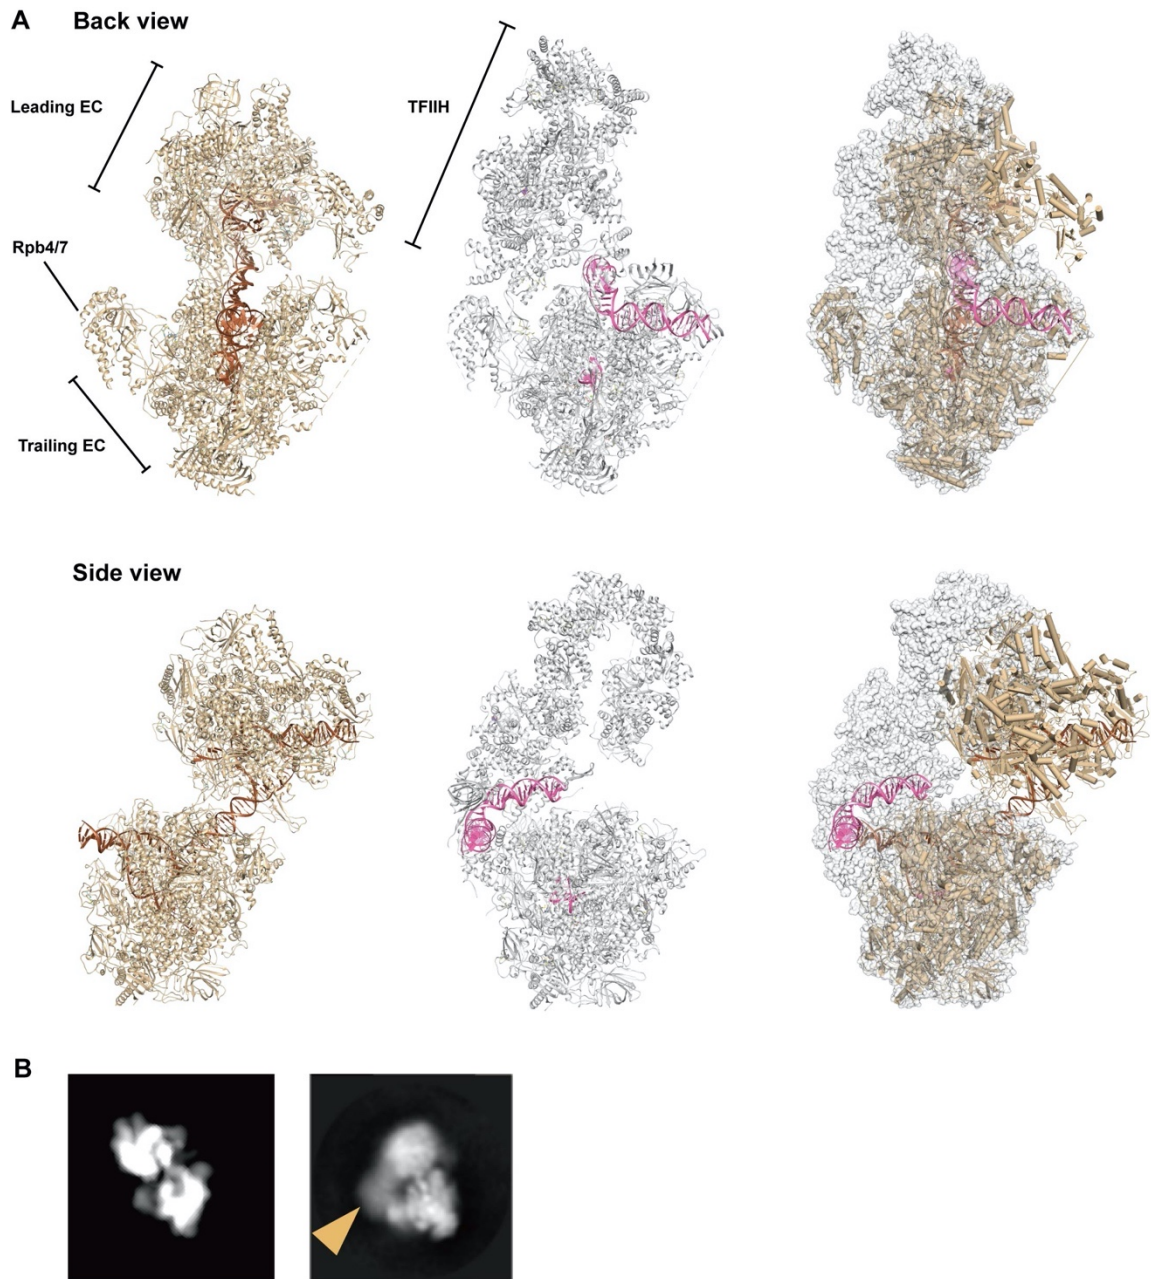 A Back view
Leading EC
TFIIH
Rpb4/7
Trailing EC
Side view
B